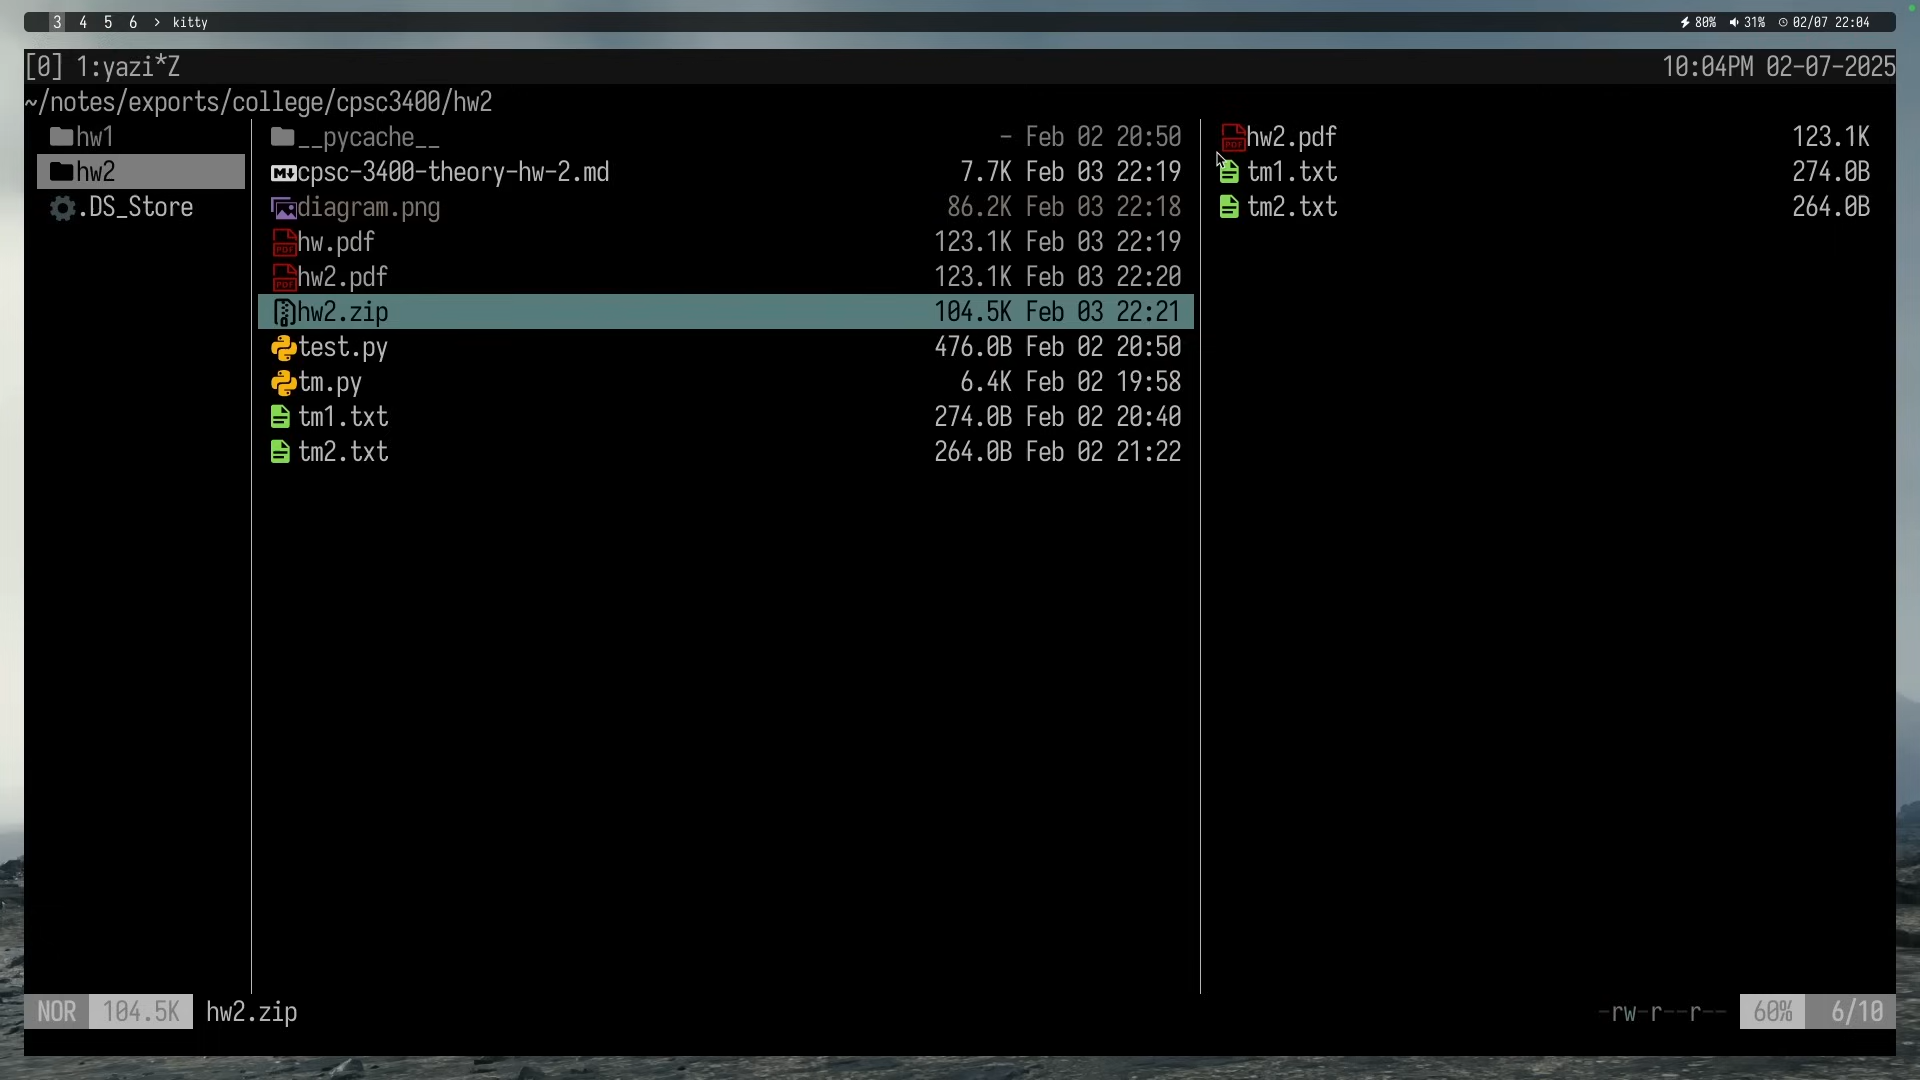 3 4 5 6 > kitty 80% 31% 02/07 22:04
[0] 1:yazi*Z 10:04PM 02-07-2025
~/notes/exports/college/cpsc3400/hw2
hw1
hw2
.DS_Store
__pycache__ - Feb 02 20:50
cpsc-3400-theory-hw-2.md 7.7K Feb 03 22:19
diagram.png 86.2K Feb 03 22:18
hw.pdf 123.1K Feb 03 22:19
hw2.pdf 123.1K Feb 03 22:20
hw2.zip 104.5K Feb 03 22:21
test.py 476.0B Feb 02 20:50
tm.py 6.4K Feb 02 19:58
tm1.txt 274.0B Feb 02 20:40
tm2.txt 264.0B Feb 02 21:22
hw2.pdf 123.1K
tm1.txt 274.0B
tm2.txt 264.0B
NOR 104.5K hw2.zip -rw-r--r-- 60% 6/10